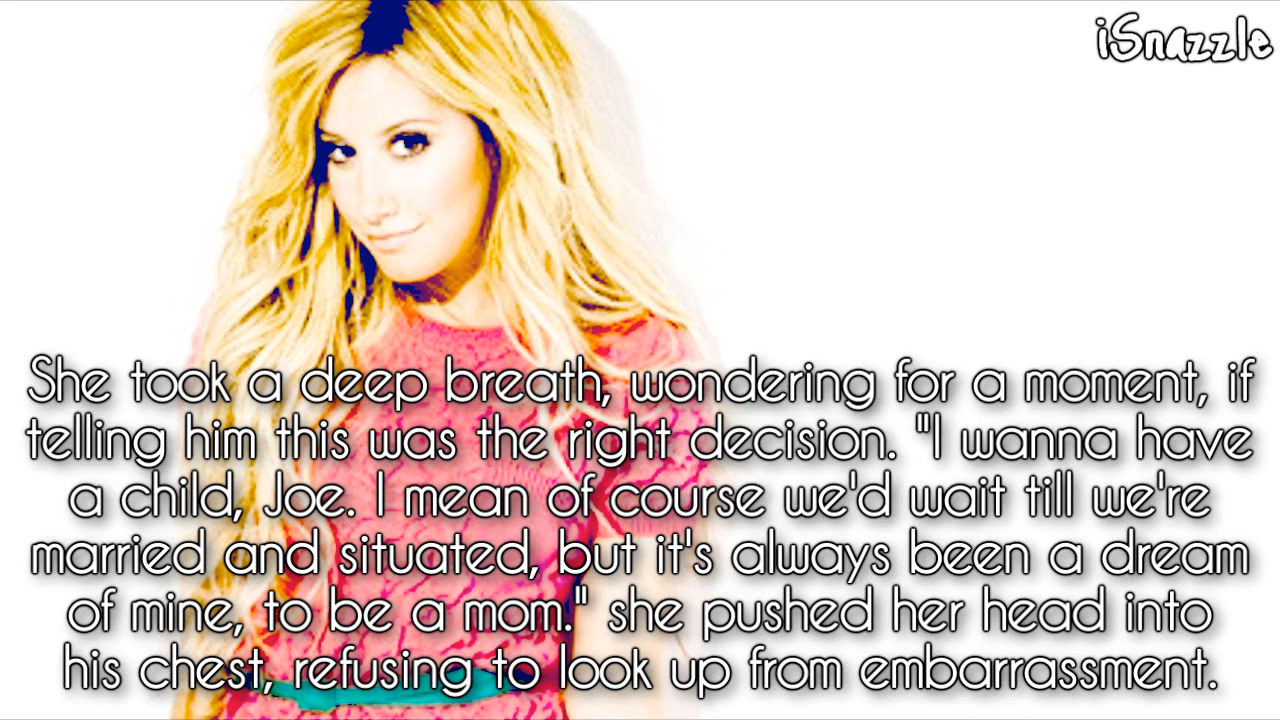 iSnazzle
She took a deep breath, wondering for a moment, if
telling him this was the right decision. "I wanna have
a child, Joe. I mean of course we'd wait till we're
married and situated, but it's always been a dream
of mine, to be a mom." she pushed her head into
his chest, refusing to look up from embarrassment.